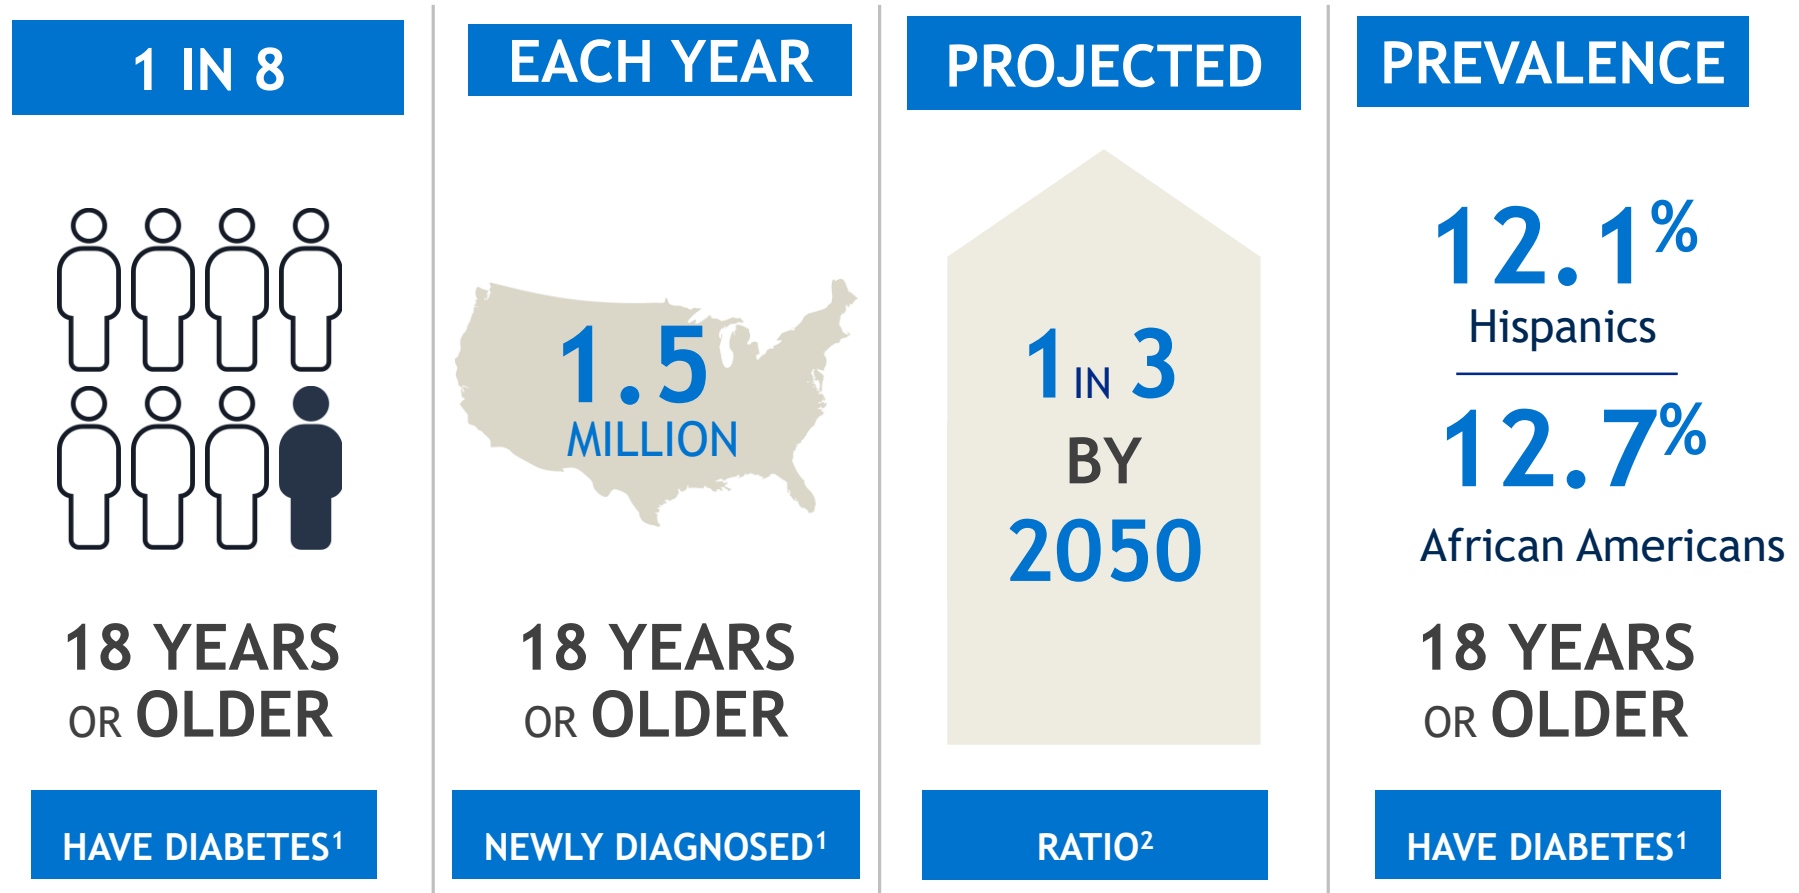 1 IN 8
18 YEARS
OR OLDER
HAVE DIABETES¹
EACH YEAR
1.5
MILLION
18 YEARS
OR OLDER
NEWLY DIAGNOSED¹
PROJECTED
1 IN 3
BY
2050
RATIO²
PREVALENCE
12.1%
Hispanics
12.7%
African Americans
18 YEARS
OR OLDER
HAVE DIABETES¹